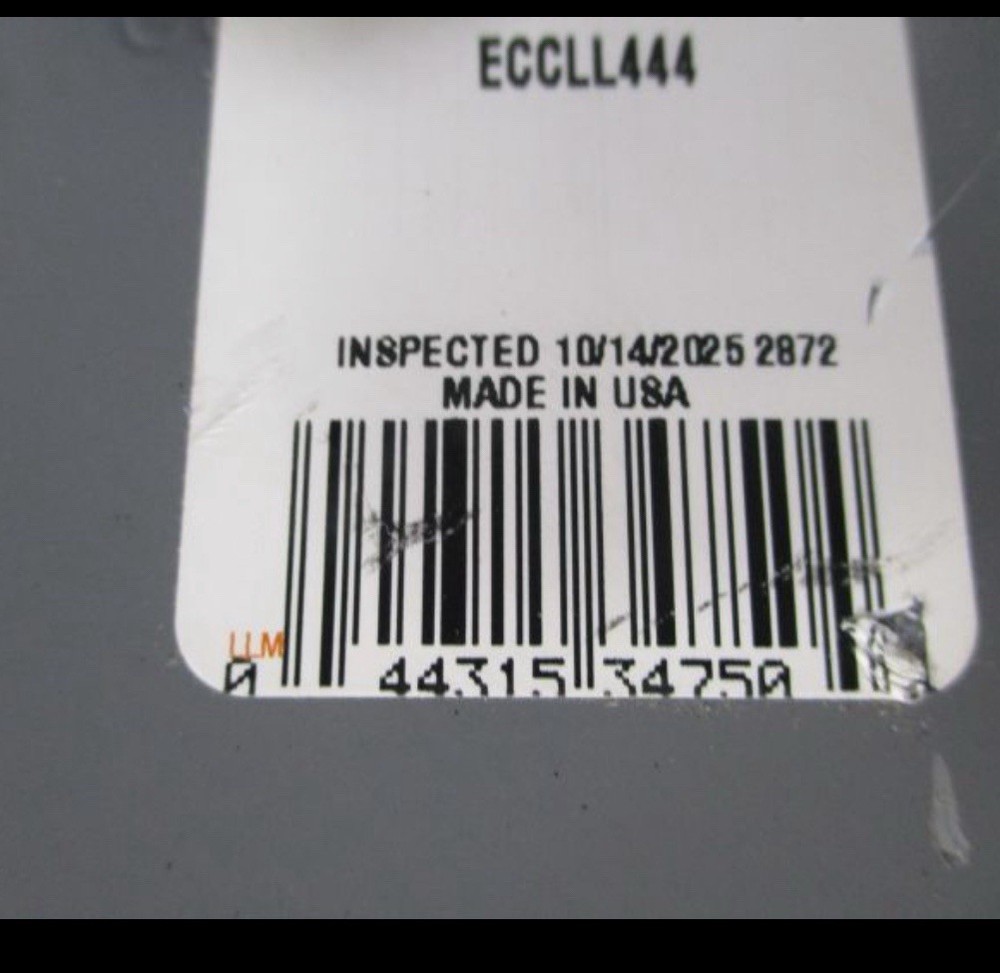 ECCLL444
INSPECTED 10/14/2025 2872
MADE IN USA
LLM
0 44315 34750